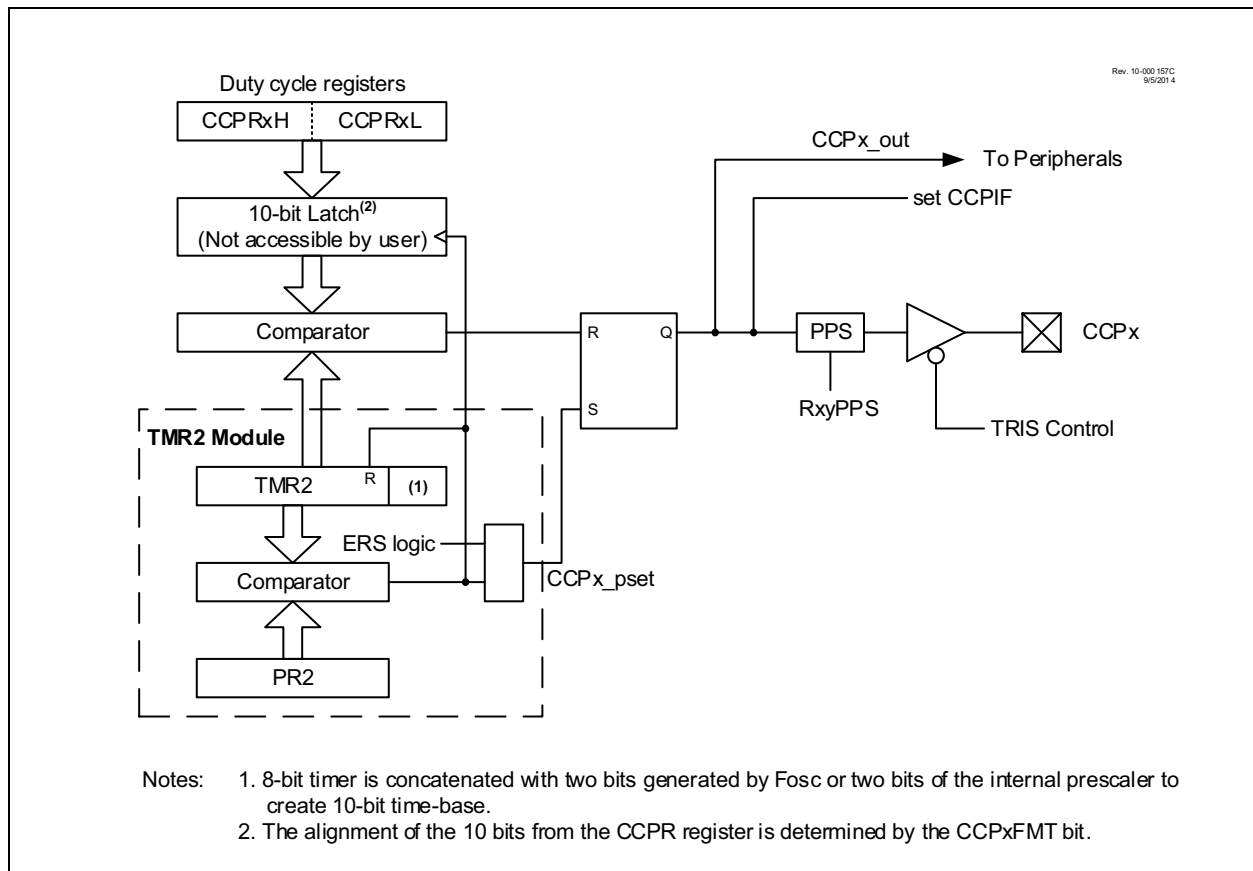 Rev. 10-000 157C
9/5/201 4
Duty cycle registers
CCPRxH CCPRxL
CCPx_out
To Peripherals
set CCPIF
10-bit Latch(2)
(Not accessible by user)
Comparator
R Q
PPS
CCPx
S
RxyPPS
TRIS Control
TMR2 Module
TMR2 R (1)
ERS logic
Comparator
CCPx_pset
PR2
Notes: 1. 8-bit timer is concatenated with two bits generated by Fosc or two bits of the internal prescaler to
create 10-bit time-base.
2. The alignment of the 10 bits from the CCPR register is determined by the CCPxFMT bit.